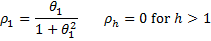 ρ₁ = θ₁ / (1 + θ₁²)    ρₕ = 0 for h > 1